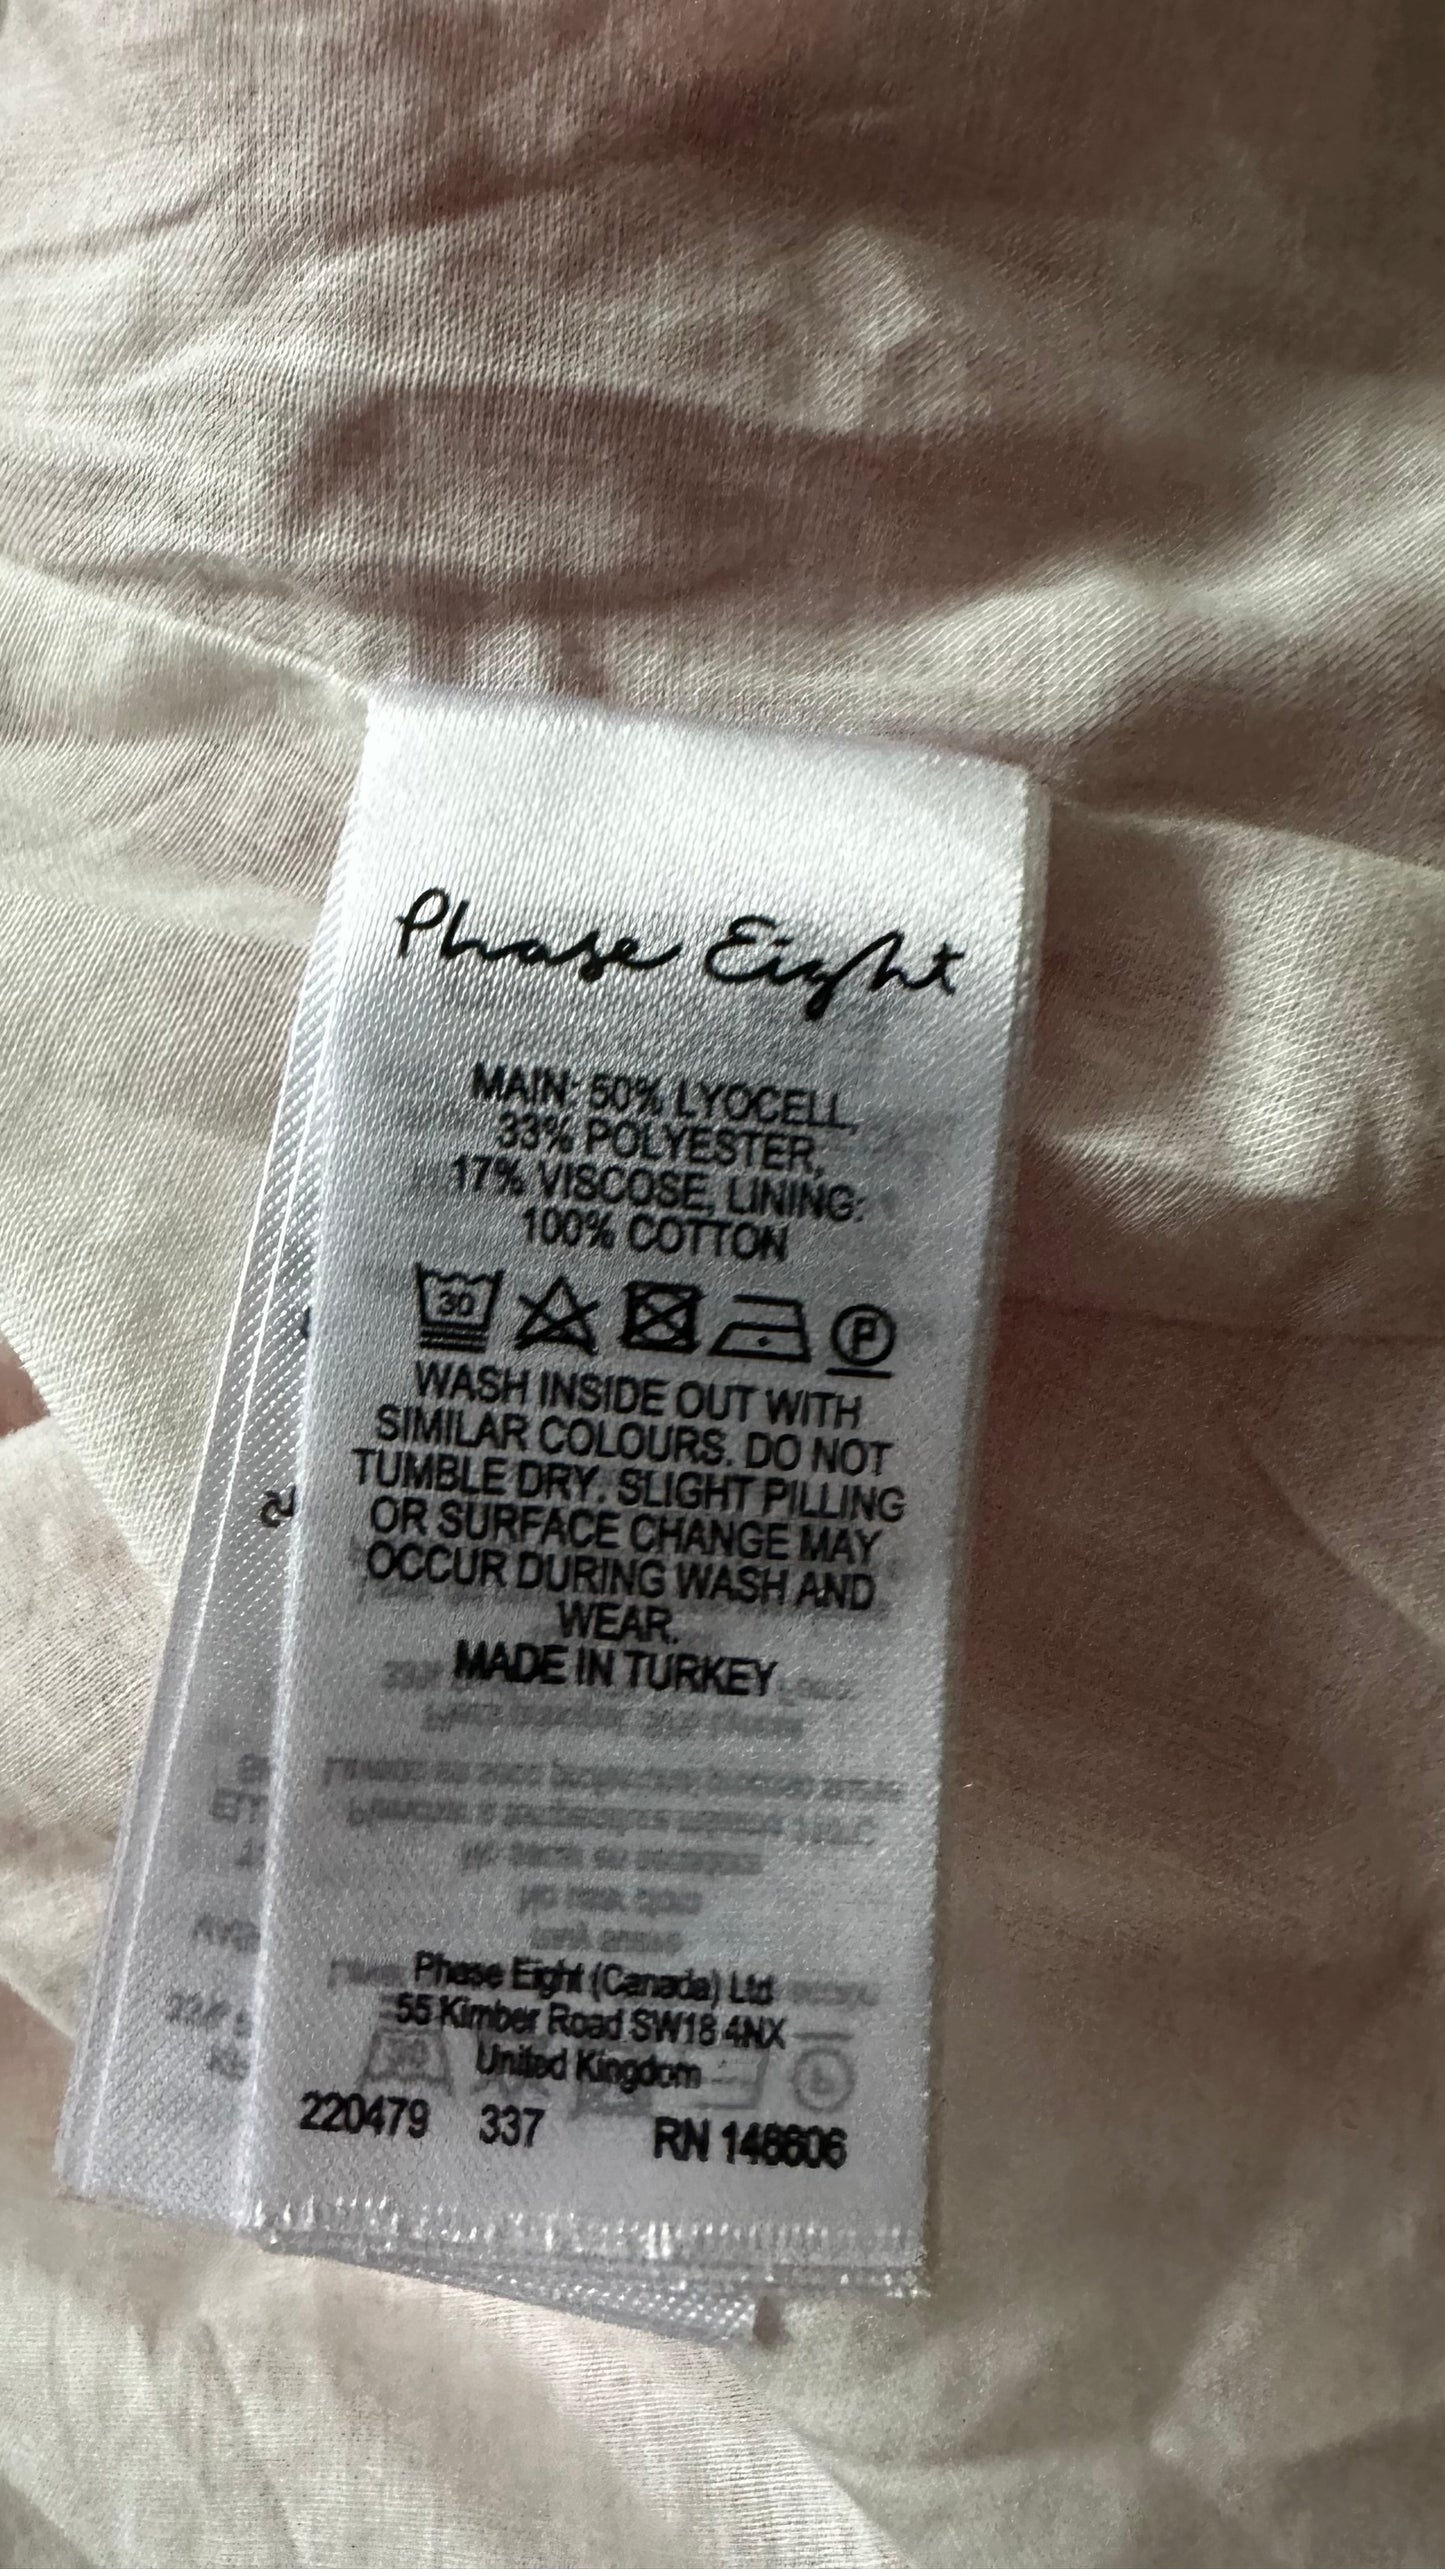 Phase Eight
MAIN: 50% LYOCELL,
33% POLYESTER,
17% VISCOSE, LINING:
100% COTTON
30
P
WASH INSIDE OUT WITH
SIMILAR COLOURS. DO NOT
TUMBLE DRY. SLIGHT PILLING
OR SURFACE CHANGE MAY
OCCUR DURING WASH AND
WEAR.
MADE IN TURKEY
Phase Eight (Canada) Ltd
55 Kimber Road SW18 4NX
United Kingdom
220479 337 RN 148606